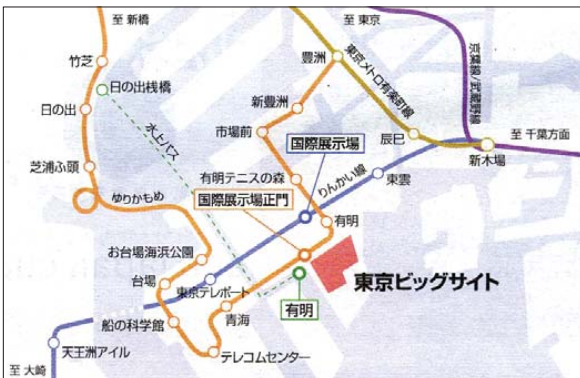 至 新橋
至 東京
竹芝
豊洲
東京メトロ有楽町線
京葉線/武蔵野線
日の出桟橋
新豊洲
日の出
水上バス
市場前
国際展示場
辰巳
至 千葉方面
新木場
芝浦ふ頭
有明テニスの森
りんかい線
東雲
ゆりかもめ
国際展示場正門
有明
お台場海浜公園
台場
東京テレポート
東京ビッグサイト
有明
船の科学館
青海
天王洲アイル
テレコムセンター
至 大崎